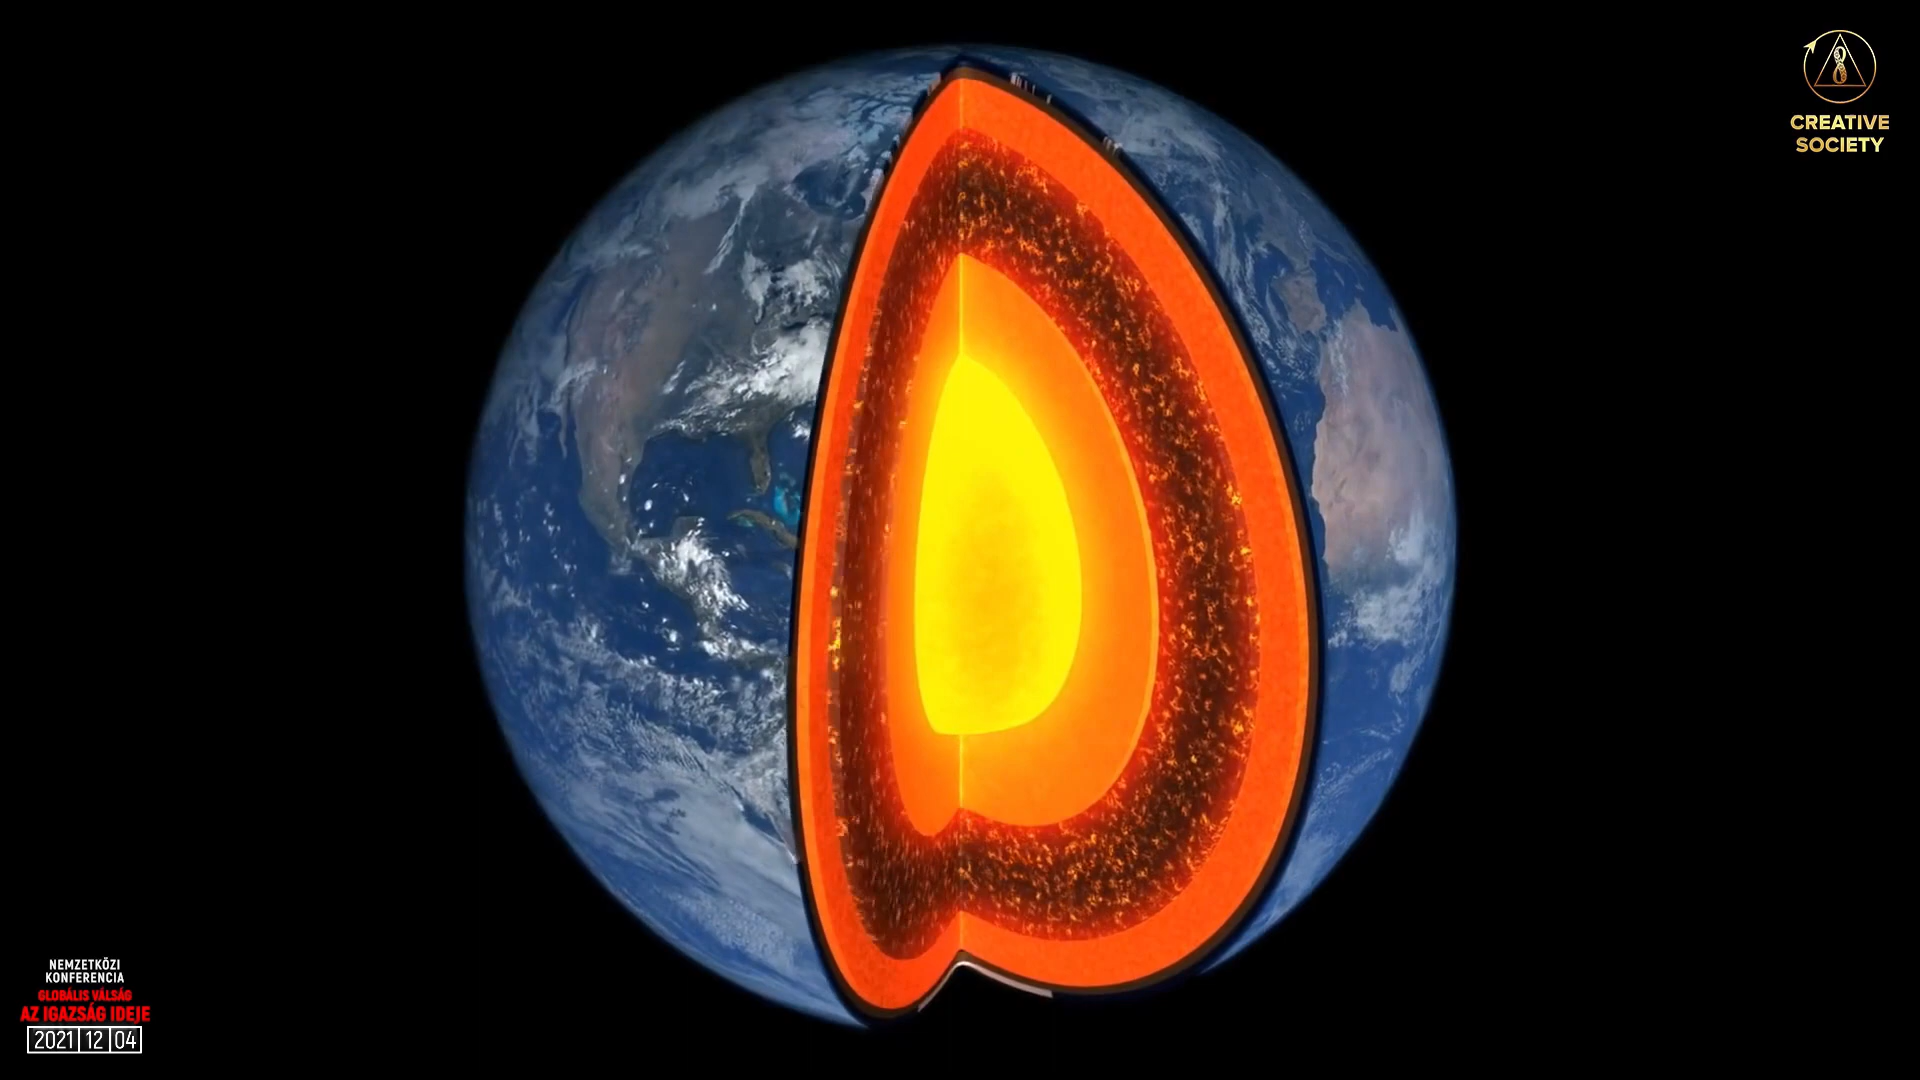 CREATIVE
SOCIETY
NEMZETKÖZI
KONFERENCIA
GLOBÁLIS VÁLSÁG
AZ IGAZSÁG IDEJE
2021 12 04